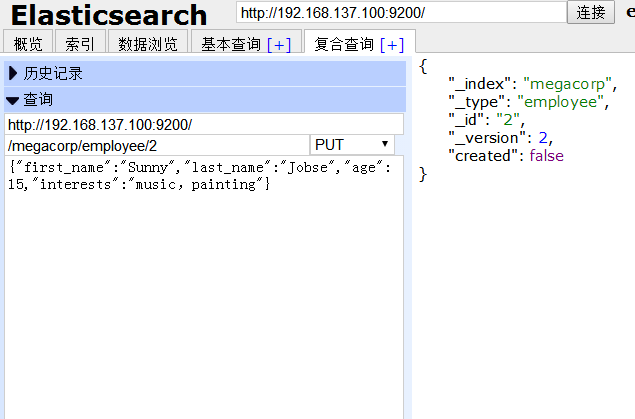 Elasticsearch
http://192.168.137.100:9200/
连接
e
概览
索引
数据浏览
基本查询 [+]
复合查询 [+]
历史记录
查询
http://192.168.137.100:9200/
/megacorp/employee/2
PUT
{"first_name":"Sunny","last_name":"Jobse","age":
15,"interests":"music，painting"}
{
"_index": "megacorp",
"_type": "employee",
"_id": "2",
"_version": 2,
"created": false
}